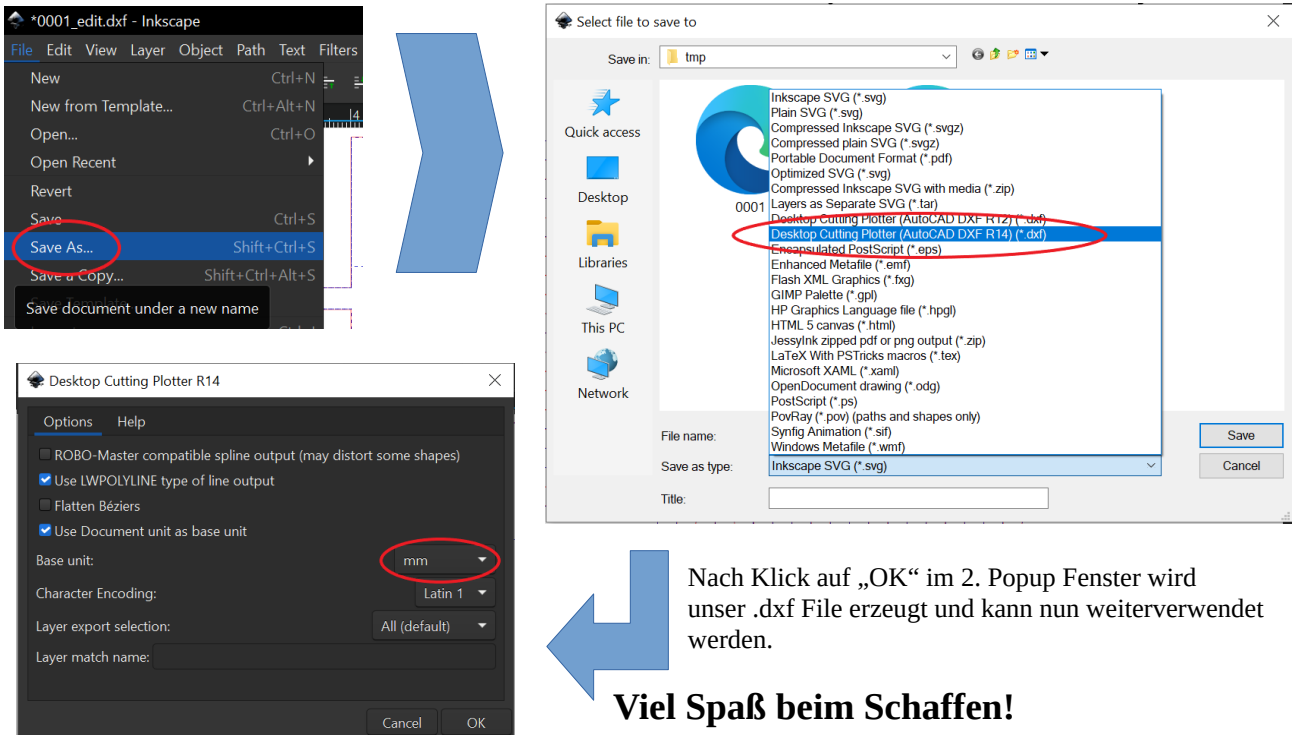 *0001_edit.dxf - Inkscape
File Edit View Layer Object Path Text Filters
New Ctrl+N
New from Template... Ctrl+Alt+N
Open... Ctrl+O
Open Recent
Revert
Save Ctrl+S
Save As... Shift+Ctrl+S
Save a Copy... Shift+Ctrl+Alt+S
Save document under a new name
4
Select file to save to
Save in: tmp
Quick access
Desktop
Libraries
This PC
Network
0001
Inkscape SVG (*.svg)
Plain SVG (*.svg)
Compressed Inkscape SVG (*.svgz)
Compressed plain SVG (*.svgz)
Portable Document Format (*.pdf)
Optimized SVG (*.svg)
Compressed Inkscape SVG with media (*.zip)
Layers as Separate SVG (*.tar)
Desktop Cutting Plotter (AutoCAD DXF R12) (*.dxf)
Desktop Cutting Plotter (AutoCAD DXF R14) (*.dxf)
Encapsulated PostScript (*.eps)
Enhanced Metafile (*.emf)
Flash XML Graphics (*.fxg)
GIMP Palette (*.gpl)
HP Graphics Language file (*.hpgl)
HTML 5 canvas (*.html)
JessyInk zipped pdf or png output (*.zip)
LaTeX With PSTricks macros (*.tex)
Microsoft XAML (*.xaml)
OpenDocument drawing (*.odg)
PostScript (*.ps)
PovRay (*.pov) (paths and shapes only)
Synfig Animation (*.sif)
Windows Metafile (*.wmf)
File name: Save
Save as type: Inkscape SVG (*.svg) Cancel
Title:
Desktop Cutting Plotter R14
Options Help
ROBO-Master compatible spline output (may distort some shapes)
Use LWPOLYLINE type of line output
Flatten Béziers
Use Document unit as base unit
Base unit: mm
Character Encoding: Latin 1
Layer export selection: All (default)
Layer match name:
Cancel OK
Nach Klick auf „OK“ im 2. Popup Fenster wird
unser .dxf File erzeugt und kann nun weiterverwendet
werden.
Viel Spaß beim Schaffen!